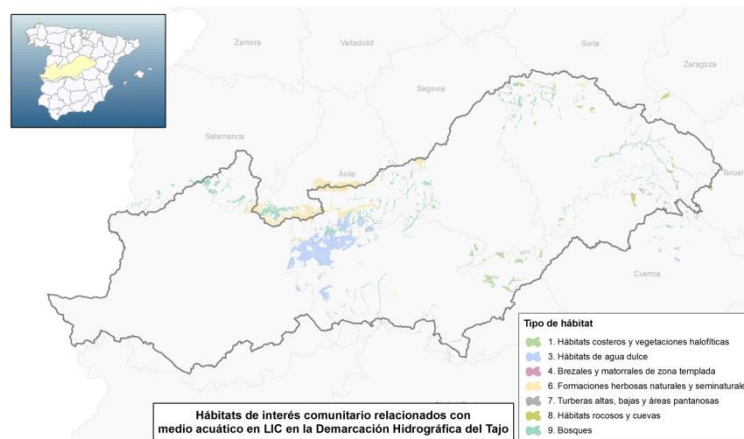 Zamora
Valladolid
Soria
Zaragoza
Segovia
Salamanca
Ávila
Teruel
Cuenca
Tipo de hábitat
1. Hábitats costeros y vegetaciones halofíticas
3. Hábitats de agua dulce
4. Brezales y matorrales de zona templada
6. Formaciones herbosas naturales y seminaturales
7. Turberas altas, bajas y áreas pantanosas
8. Hábitats rocosos y cuevas
9. Bosques
Hábitats de interés comunitario relacionados con
medio acuático en LIC en la Demarcación Hidrográfica del Tajo